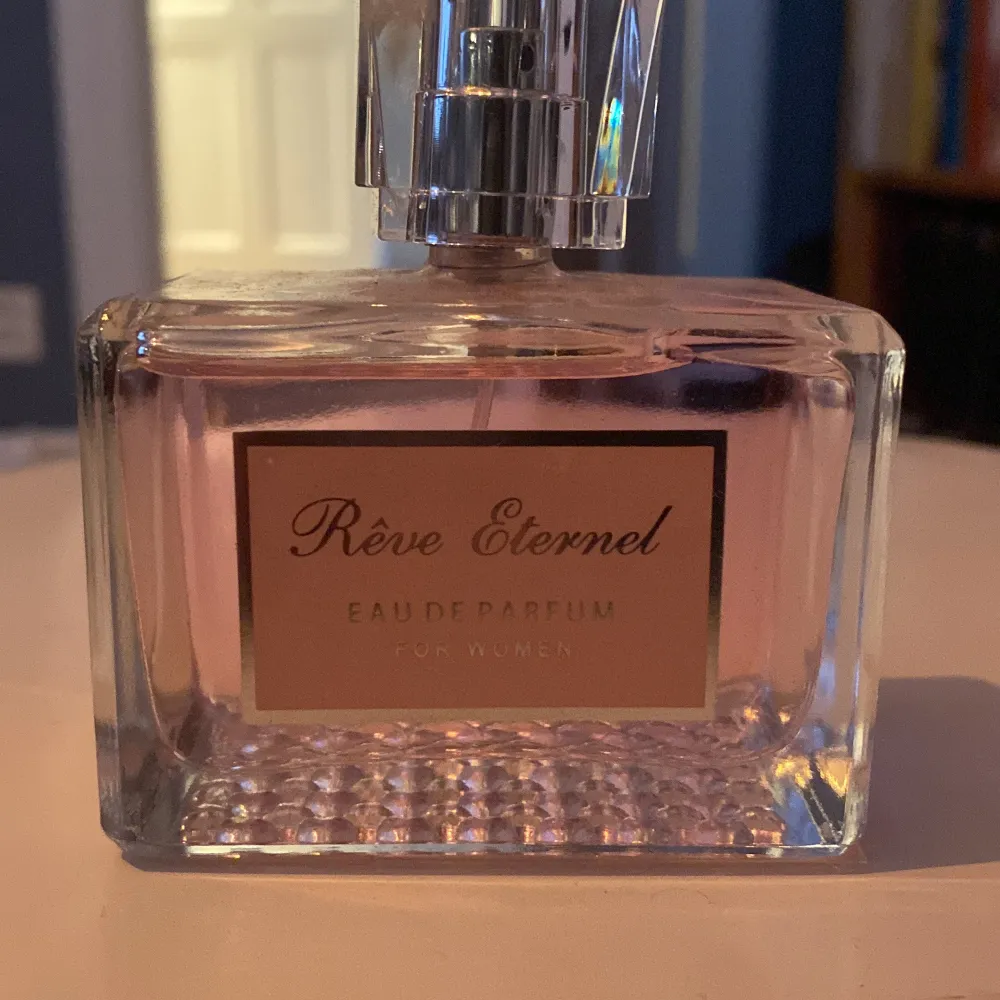 Rêve Eternel
EAU DE PARFUM
FOR WOMEN